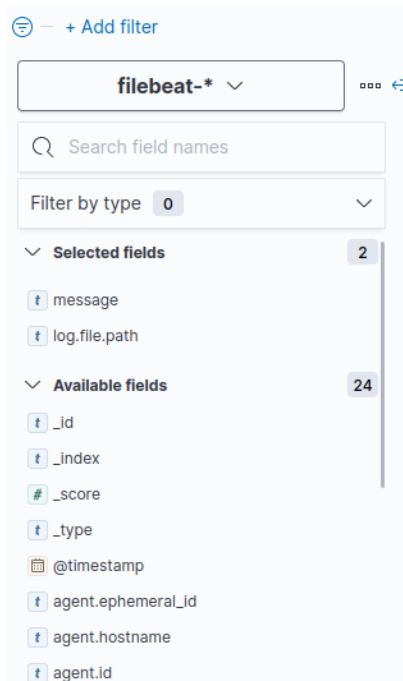 + Add filter
filebeat-*
Search field names
Filter by type 0
Selected fields 2
t message
t log.file.path
Available fields 24
t _id
t _index
# _score
t _type
@timestamp
t agent.ephemeral_id
t agent.hostname
t agent.id